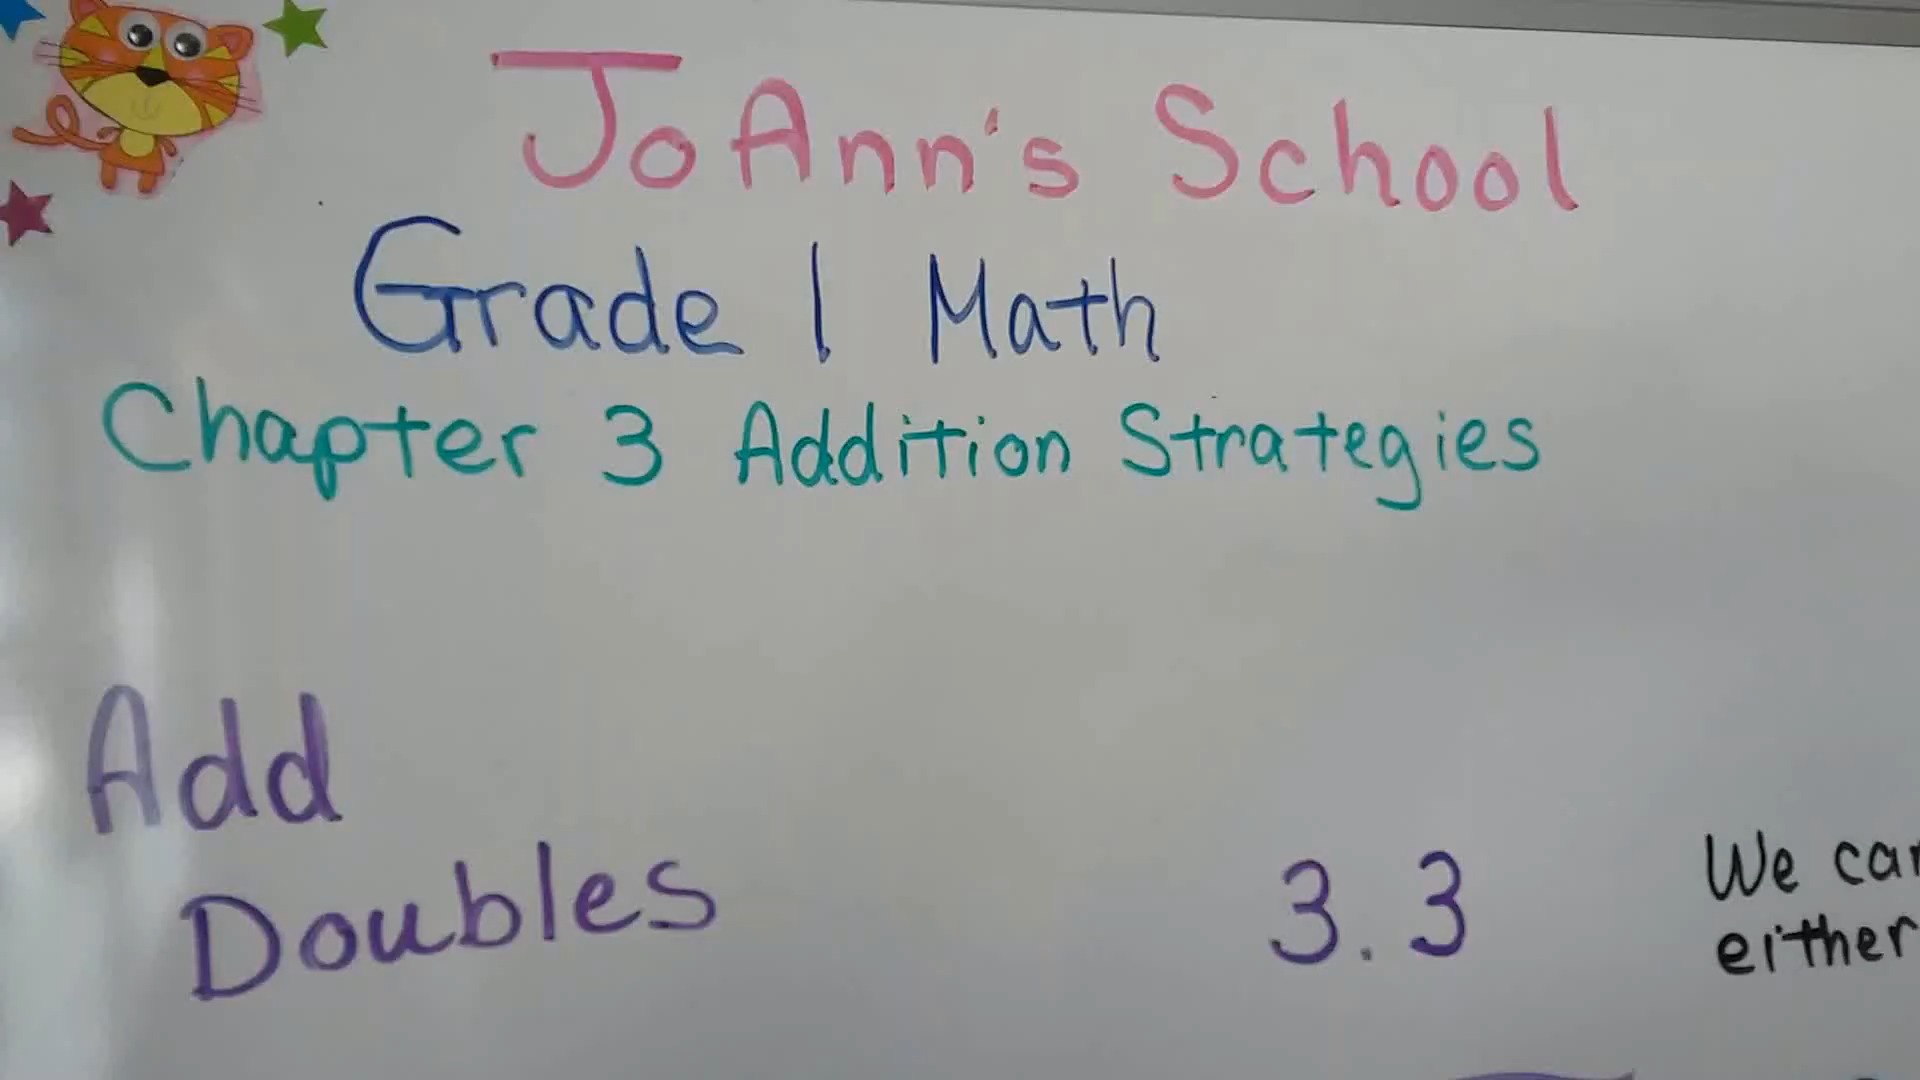 JoAnn's School
Grade 1 Math
Chapter 3 Addition Strategies
Add
Doubles
3.3
We
either